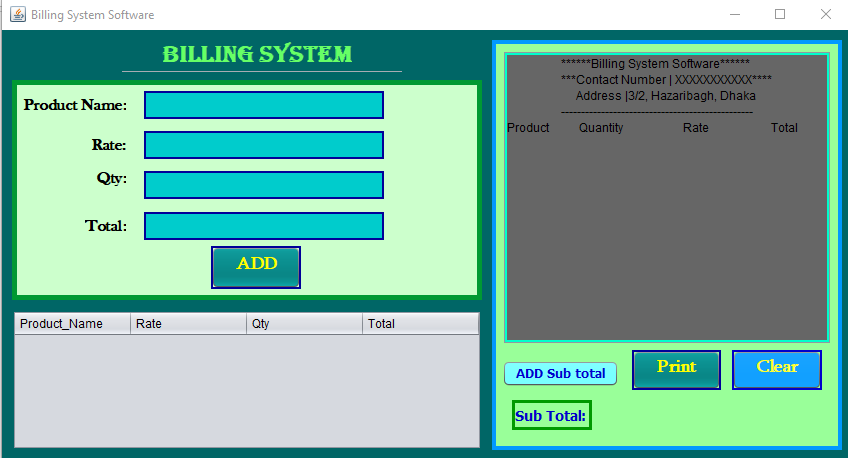 Billing System Software
BILLING SYSTEM
Product Name:
Rate:
Qty:
Total:
ADD
Product_Name Rate Qty Total
******Billing System Software******
***Contact Number | XXXXXXXXXXX****
Address |3/2, Hazaribagh, Dhaka
------------------------------------------------
Product Quantity Rate Total
ADD Sub total Print Clear
Sub Total: